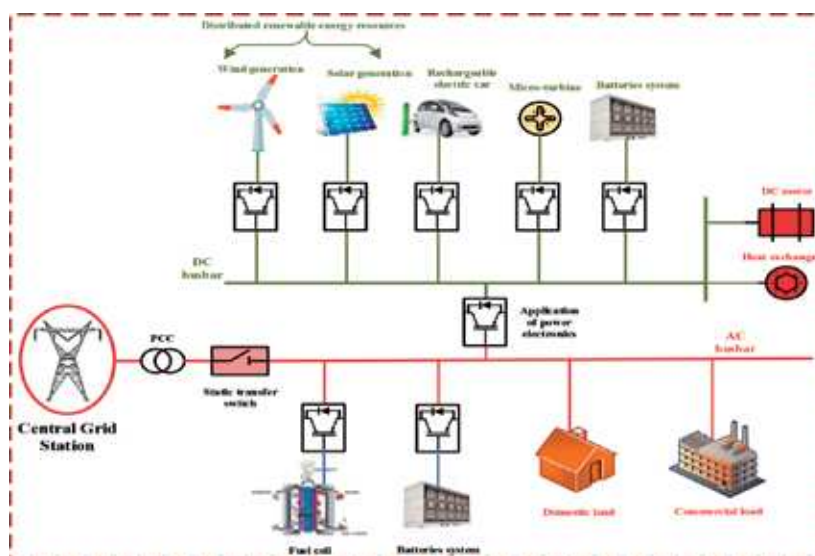 Distributed renewable energy resources
Wind generation
Solar generation
Rechargeable
electric car
Micro-turbine
Batteries system
DC motor
Heat exchange
DC
busbar
Application
of power
electronics
AC
busbar
PCC
Static transfer
switch
Central Grid
Station
Fuel cell
Batteries system
Domestic load
Commercial load